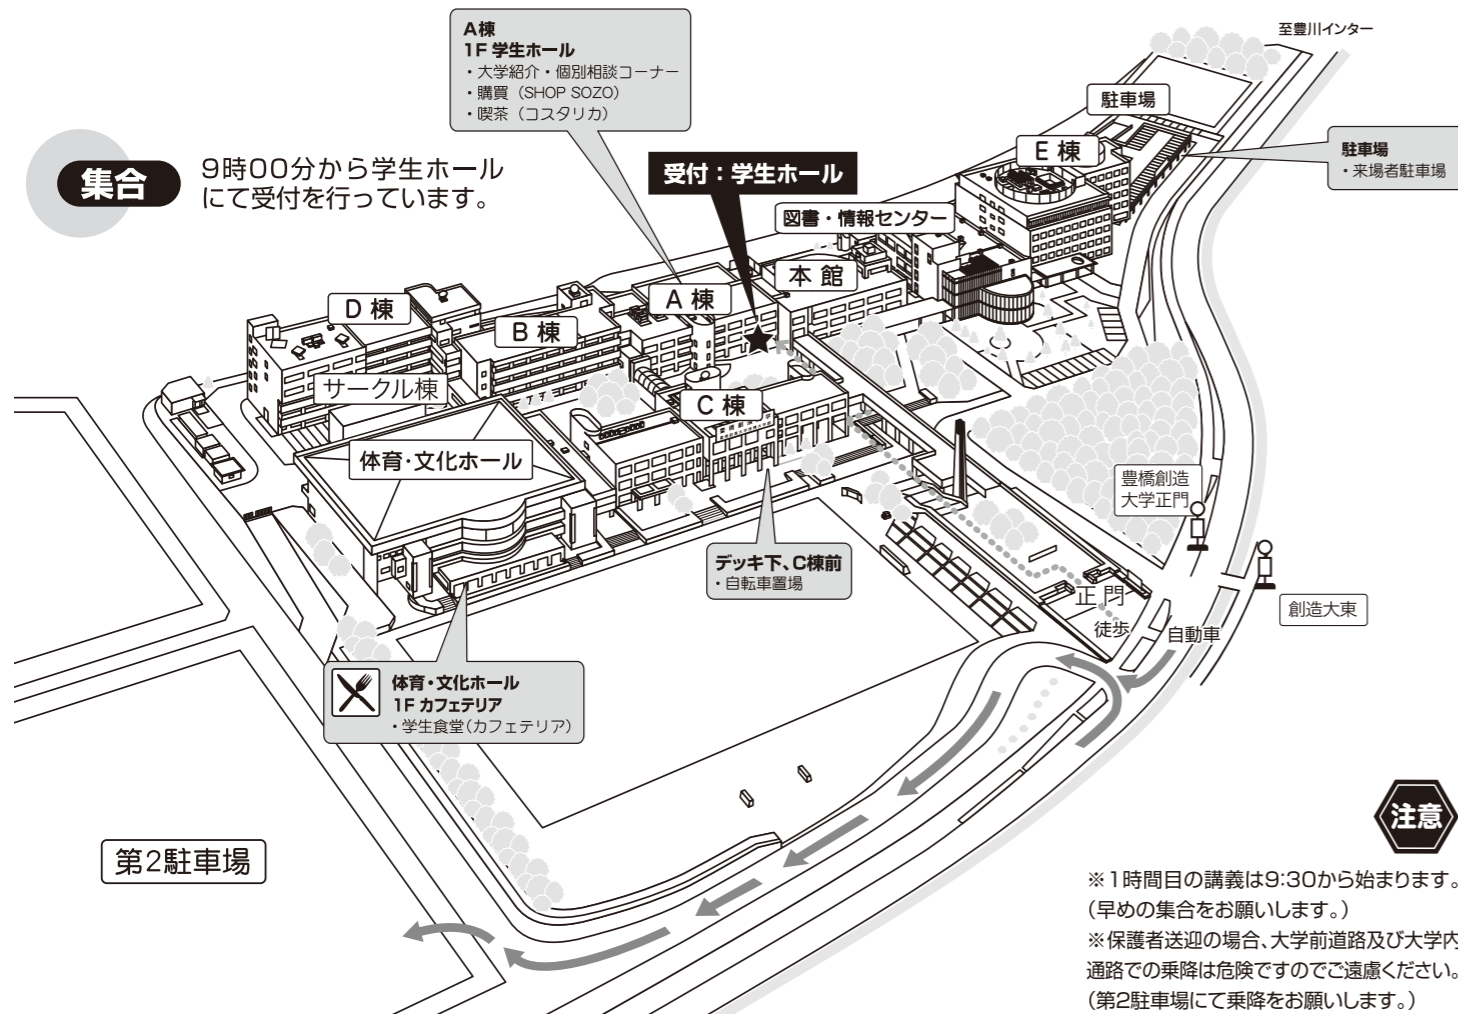 A棟
1F 学生ホール
・大学紹介・個別相談コーナー
・購買（SHOP SOZO）
・喫茶（コスタリカ）
至豊川インター
駐車場
駐車場
・来場者駐車場
集合
9時00分から学生ホール
にて受付を行っています。
受付：学生ホール
E 棟
図書・情報センター
本 館
A 棟
D 棟
B 棟
サークル棟
C 棟
体育・文化ホール
豊橋創造
大学正門
デッキ下、C棟前
・自転車置場
正 門
徒歩
自動車
創造大東
体育・文化ホール
1F カフェテリア
・学生食堂(カフェテリア)
第2駐車場
注意
※1時間目の講義は9:30から始まります。
(早めの集合をお願いします。)
※保護者送迎の場合、大学前道路及び大学内
通路での乗降は危険ですのでご遠慮ください。
(第2駐車場にて乗降をお願いします。)